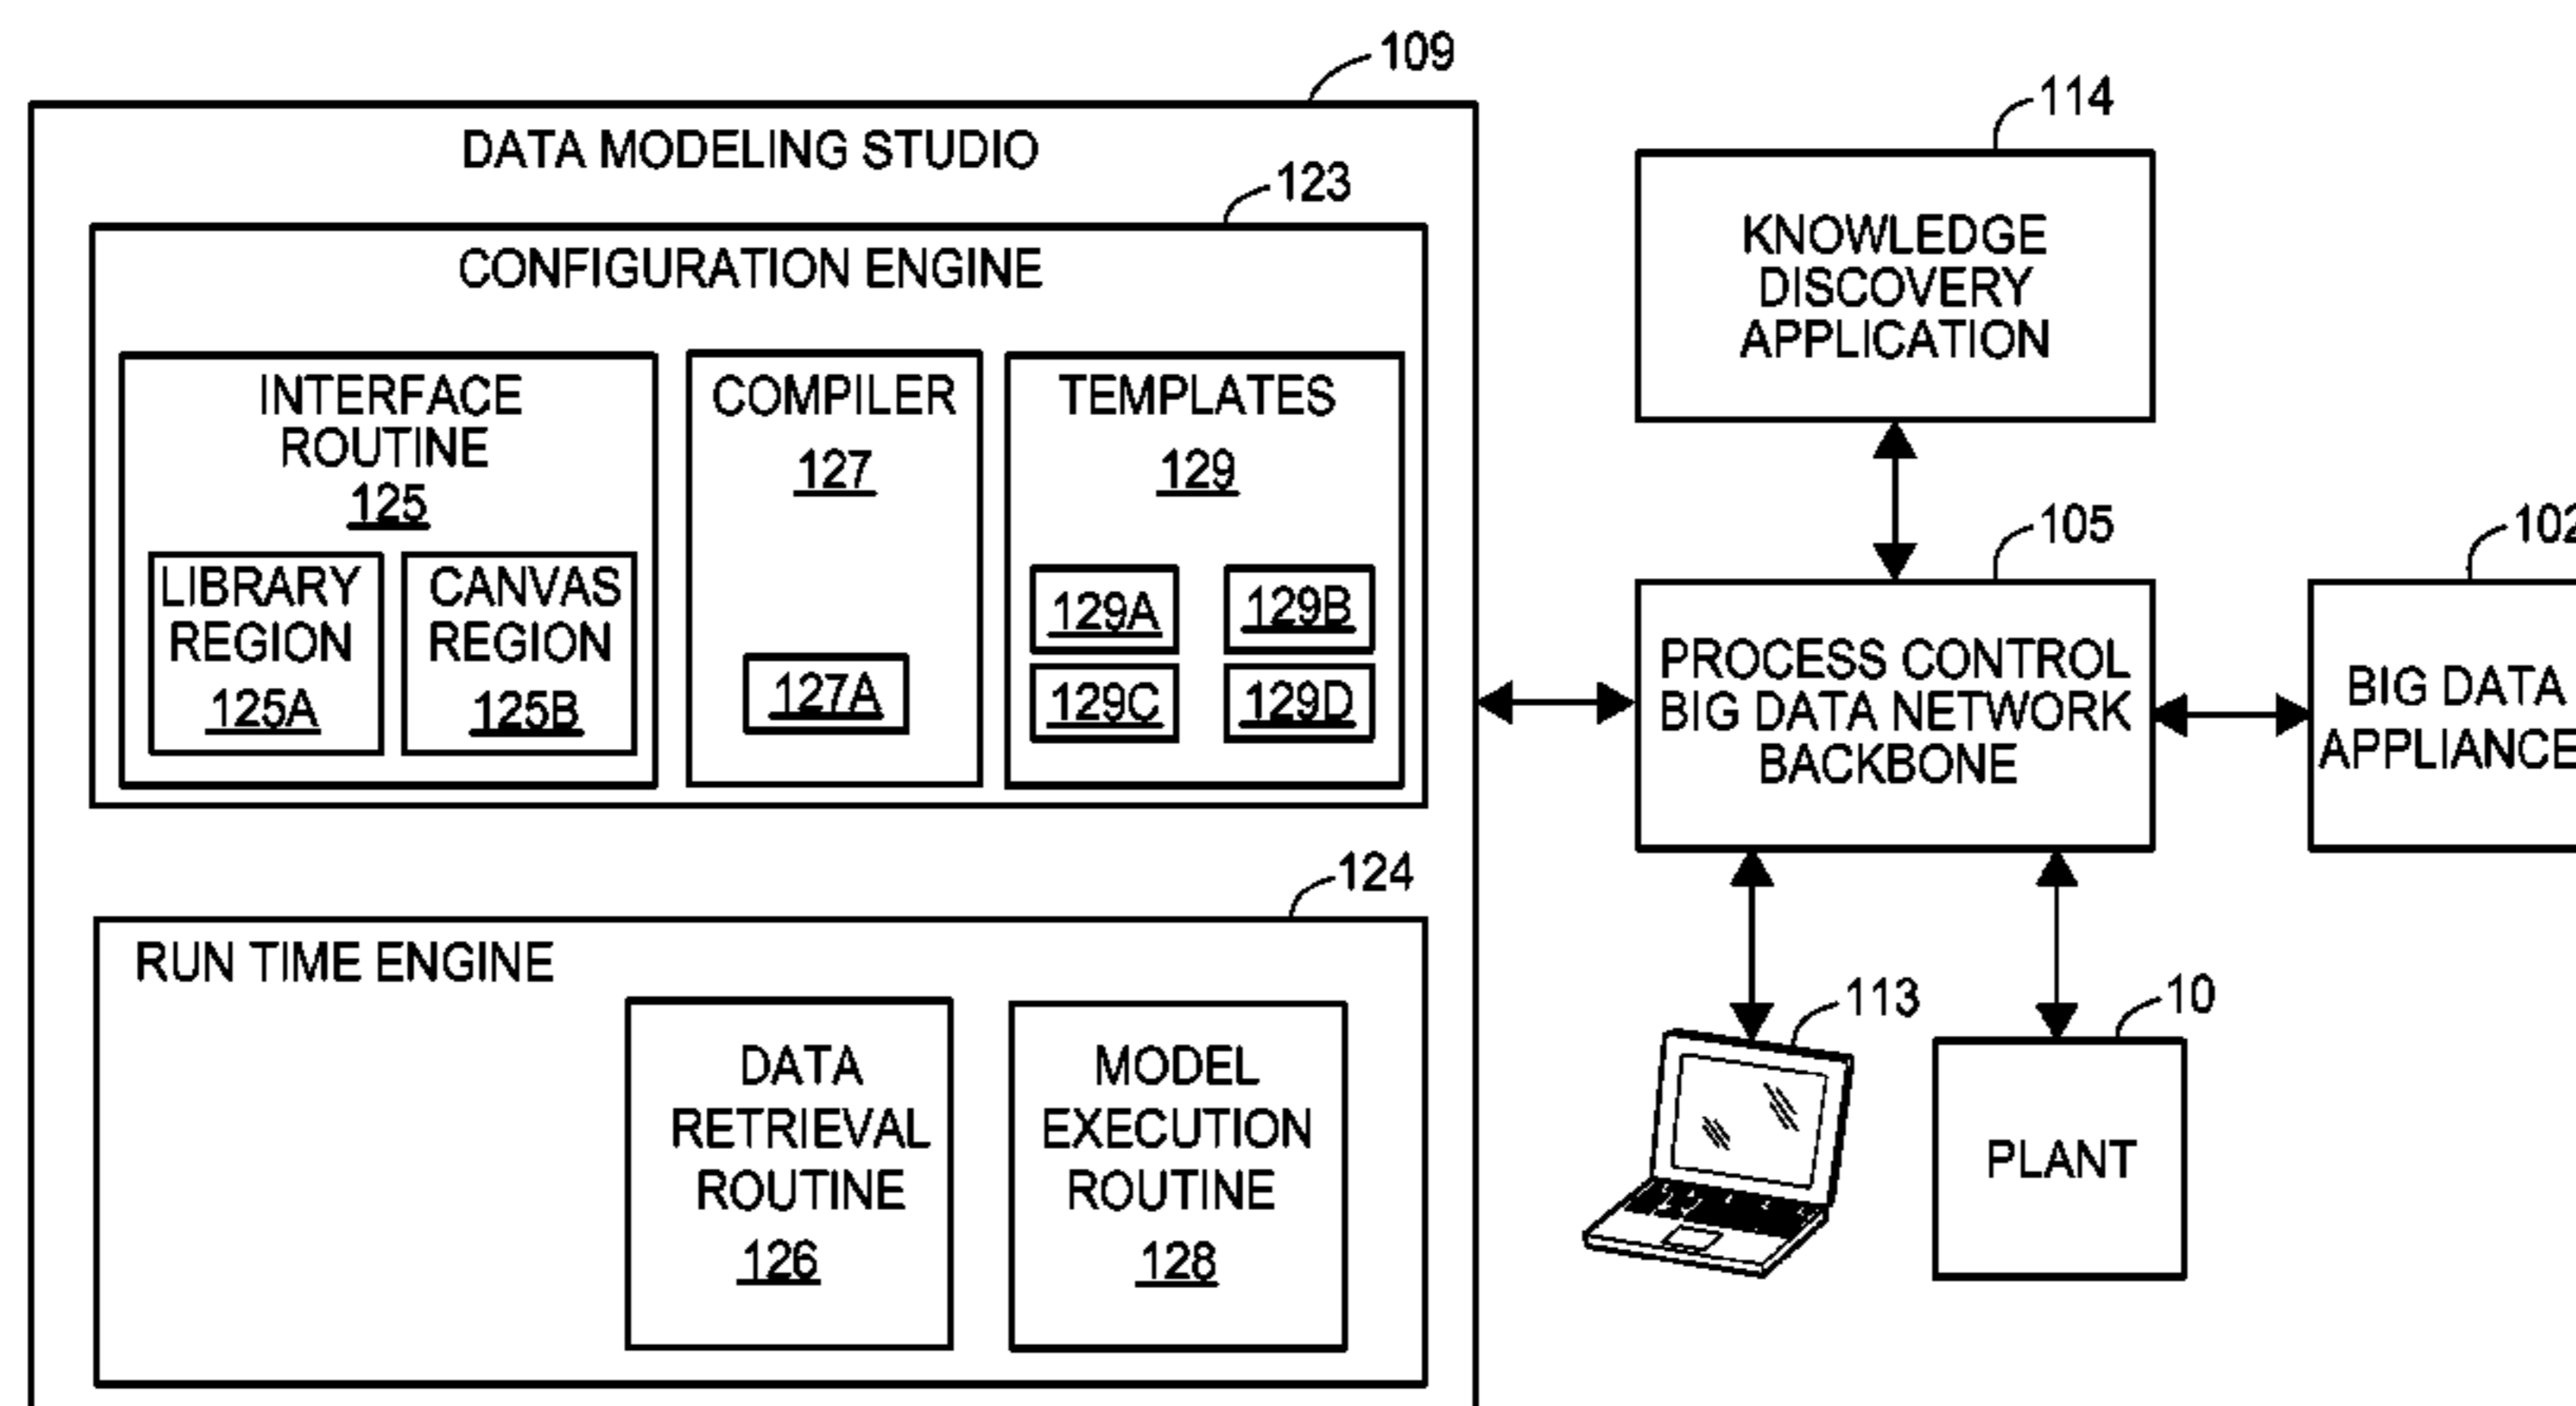 109
DATA MODELING STUDIO
123
CONFIGURATION ENGINE
INTERFACE
ROUTINE
125
LIBRARY
REGION
125A
CANVAS
REGION
125B
COMPILER
127
127A
TEMPLATES
129
129A
129B
129C
129D
124
RUN TIME ENGINE
DATA
RETRIEVAL
ROUTINE
126
MODEL
EXECUTION
ROUTINE
128
114
KNOWLEDGE
DISCOVERY
APPLICATION
105
PROCESS CONTROL
BIG DATA NETWORK
BACKBONE
102
BIG DATA
APPLIANCE
113
10
PLANT